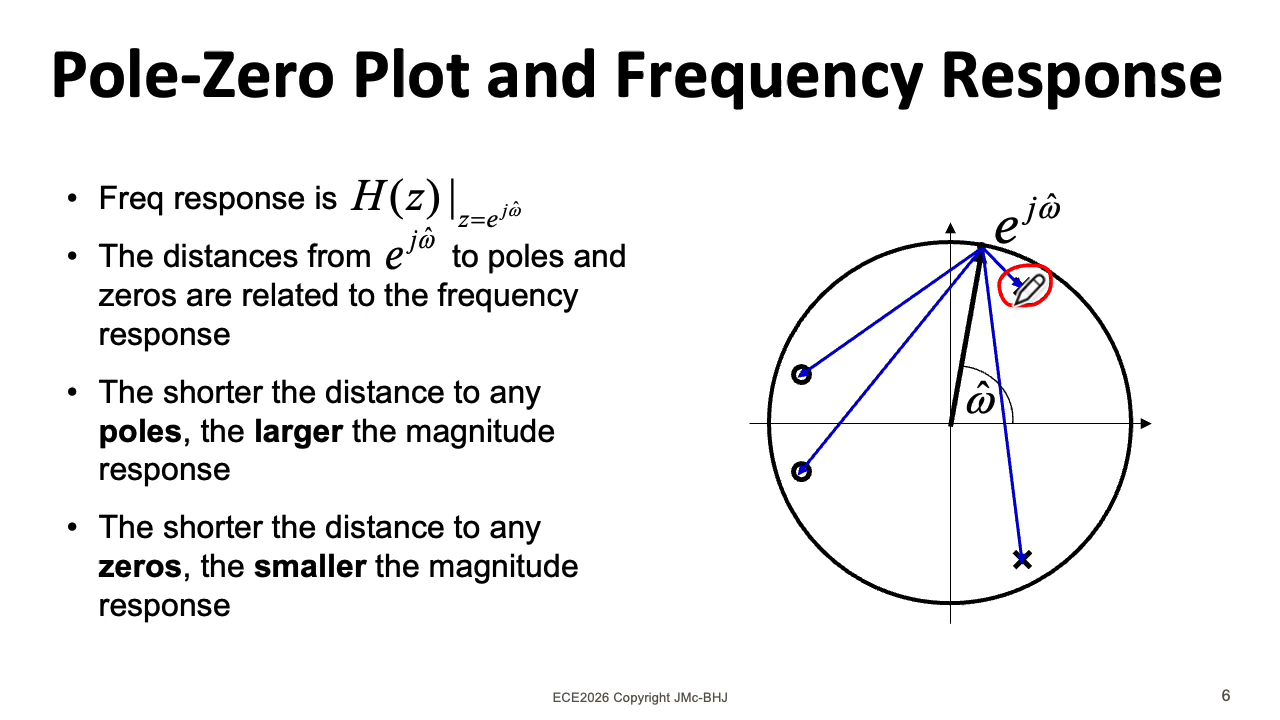 Pole-Zero Plot and Frequency Response
• Freq response is H(z)|_{z=e^{jω̂}}
• The distances from e^{jω̂} to poles and
zeros are related to the frequency
response
• The shorter the distance to any
poles, the larger the magnitude
response
• The shorter the distance to any
zeros, the smaller the magnitude
response
e^{jω̂}
ω̂
ECE2026 Copyright JMc-BHJ
6